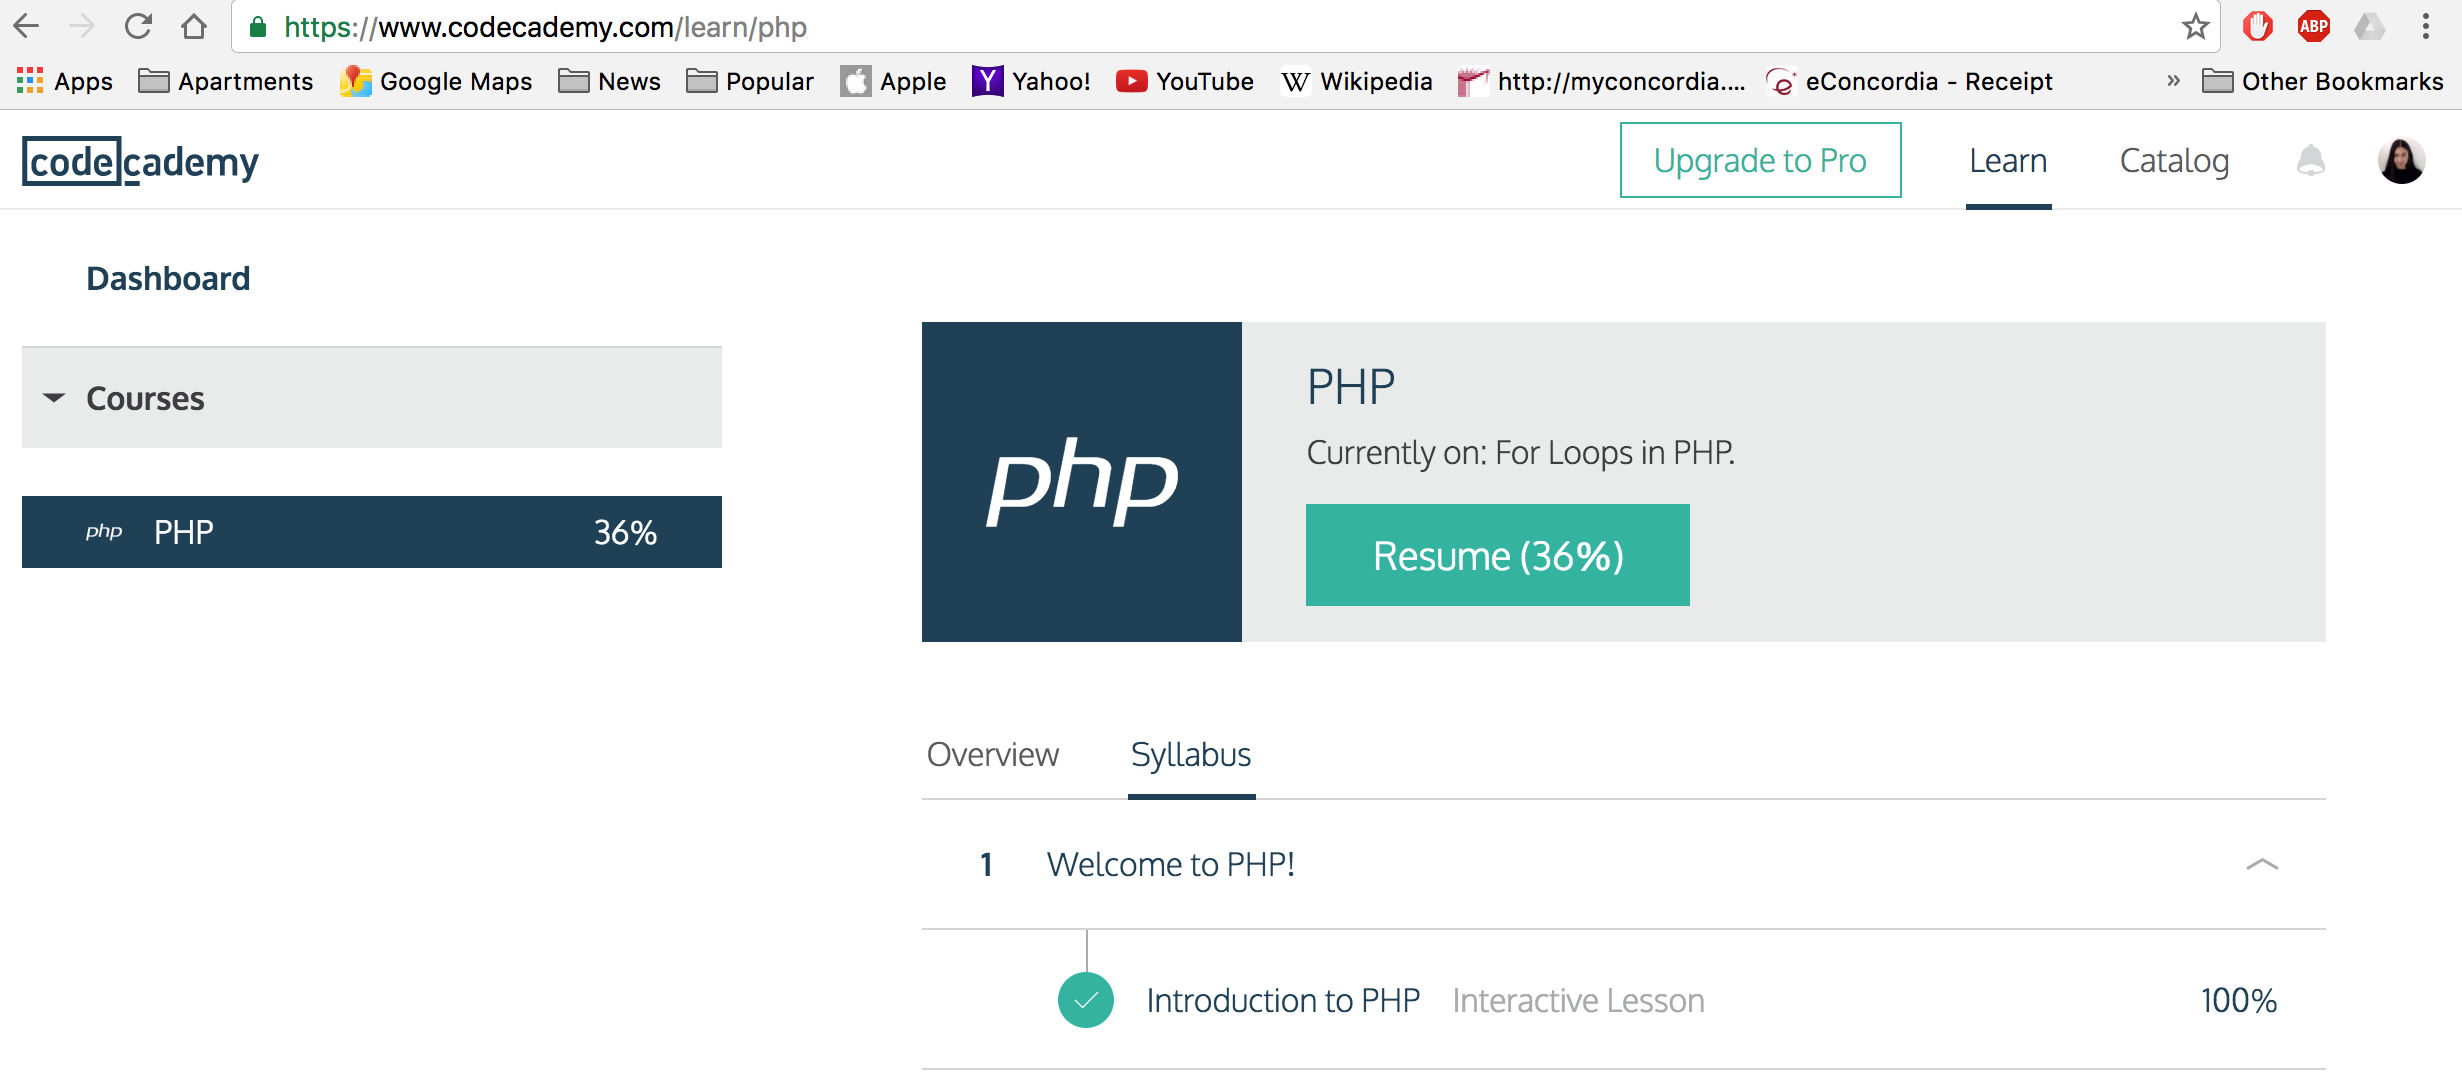 https://www.codecademy.com/learn/php ABP
Apps Apartments Google Maps News Popular Apple Y Yahoo! YouTube W Wikipedia http://myconcordia.... e eConcordia - Receipt » Other Bookmarks
codecademy Upgrade to Pro Learn Catalog
Dashboard
Courses
php PHP 36%
php
PHP
Currently on: For Loops in PHP.
Resume (36%)
Overview Syllabus
1 Welcome to PHP!
Introduction to PHP Interactive Lesson 100%